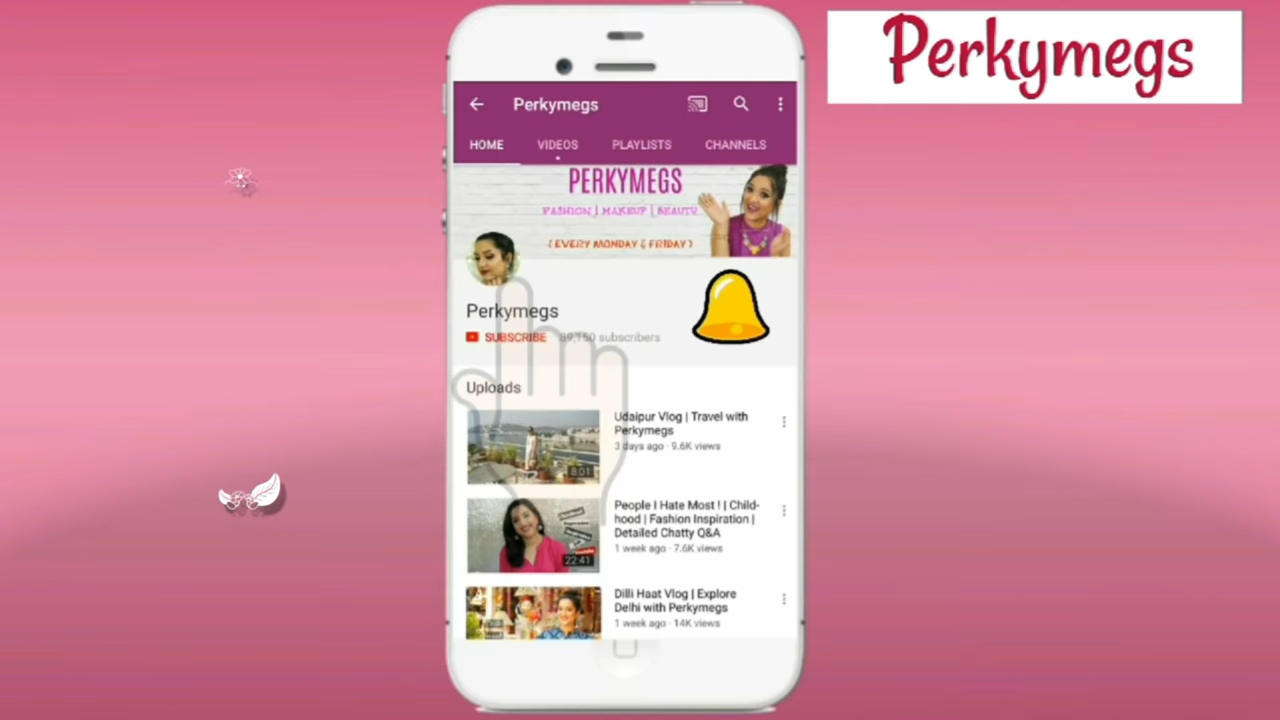 Perkymegs
Perkymegs
HOME VIDEOS PLAYLISTS CHANNELS
PERKYMEGS
FASHION | MAKEUP | BEAUTY
{ EVERY MONDAY & FRIDAY }
Perkymegs
SUBSCRIBE 89,150 subscribers
Uploads
Udaipur Vlog | Travel with
Perkymegs
3 days ago · 9.6K views
8:01
People I Hate Most ! | Child-
hood | Fashion Inspiration |
Detailed Chatty Q&A
1 week ago · 7.6K views
22:41
Dilli Haat Vlog | Explore
Delhi with Perkymegs
1 week ago · 14K views